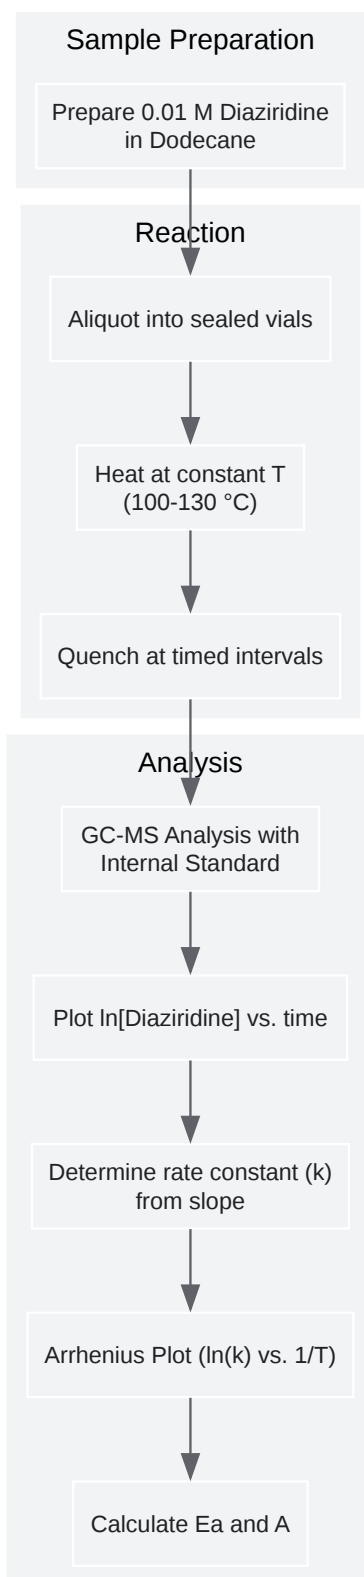 Sample Preparation
Prepare 0.01 M Diaziridine
in Dodecane
Reaction
Aliquot into sealed vials
Heat at constant T
(100-130 °C)
Quench at timed intervals
Analysis
GC-MS Analysis with
Internal Standard
Plot ln[Diaziridine] vs. time
Determine rate constant (k)
from slope
Arrhenius Plot (ln(k) vs. 1/T)
Calculate Ea and A